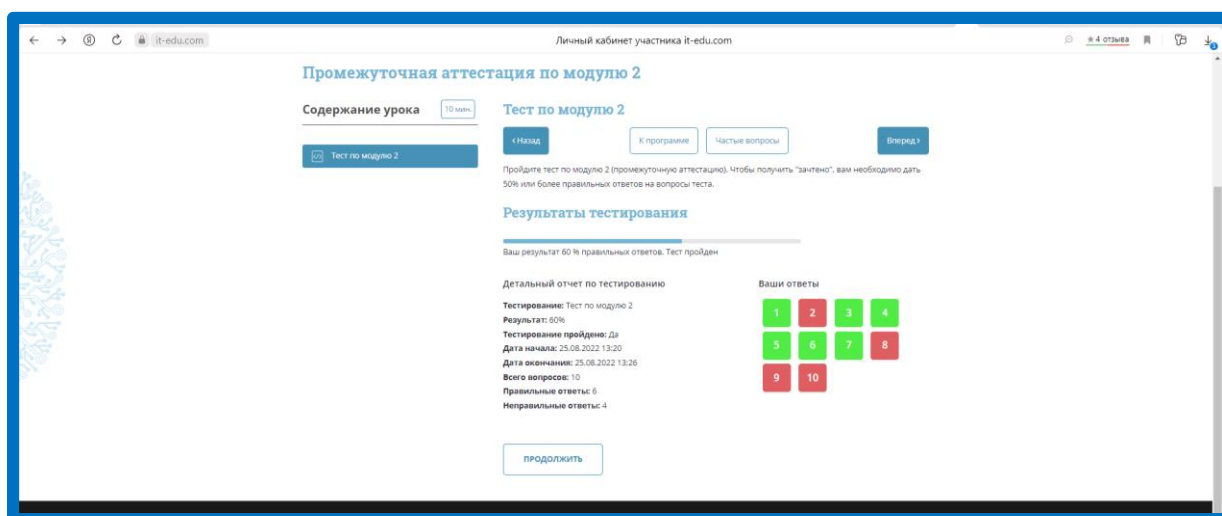 it-edu.com
Личный кабинет участника it-edu.com
4 отзыва
Промежуточная аттестация по модулю 2
Содержание урока
10 мин.
Тест по модулю 2
Тест по модулю 2
‹Назад
К программе
Частые вопросы
Вперед›
Пройдите тест по модулю 2 (промежуточную аттестацию). Чтобы получить "зачтено", вам необходимо дать
50% или более правильных ответов на вопросы теста.
Результаты тестирования
Ваш результат 60 % правильных ответов. Тест пройден
Детальный отчет по тестированию
Тестирование: Тест по модулю 2
Результат: 60%
Тестирование пройдено: Да
Дата начала: 25.08.2022 13:20
Дата окончания: 25.08.2022 13:26
Всего вопросов: 10
Правильные ответы: 6
Неправильные ответы: 4
Ваши ответы
1 2 3 4
5 6 7 8
9 10
ПРОДОЛЖИТЬ